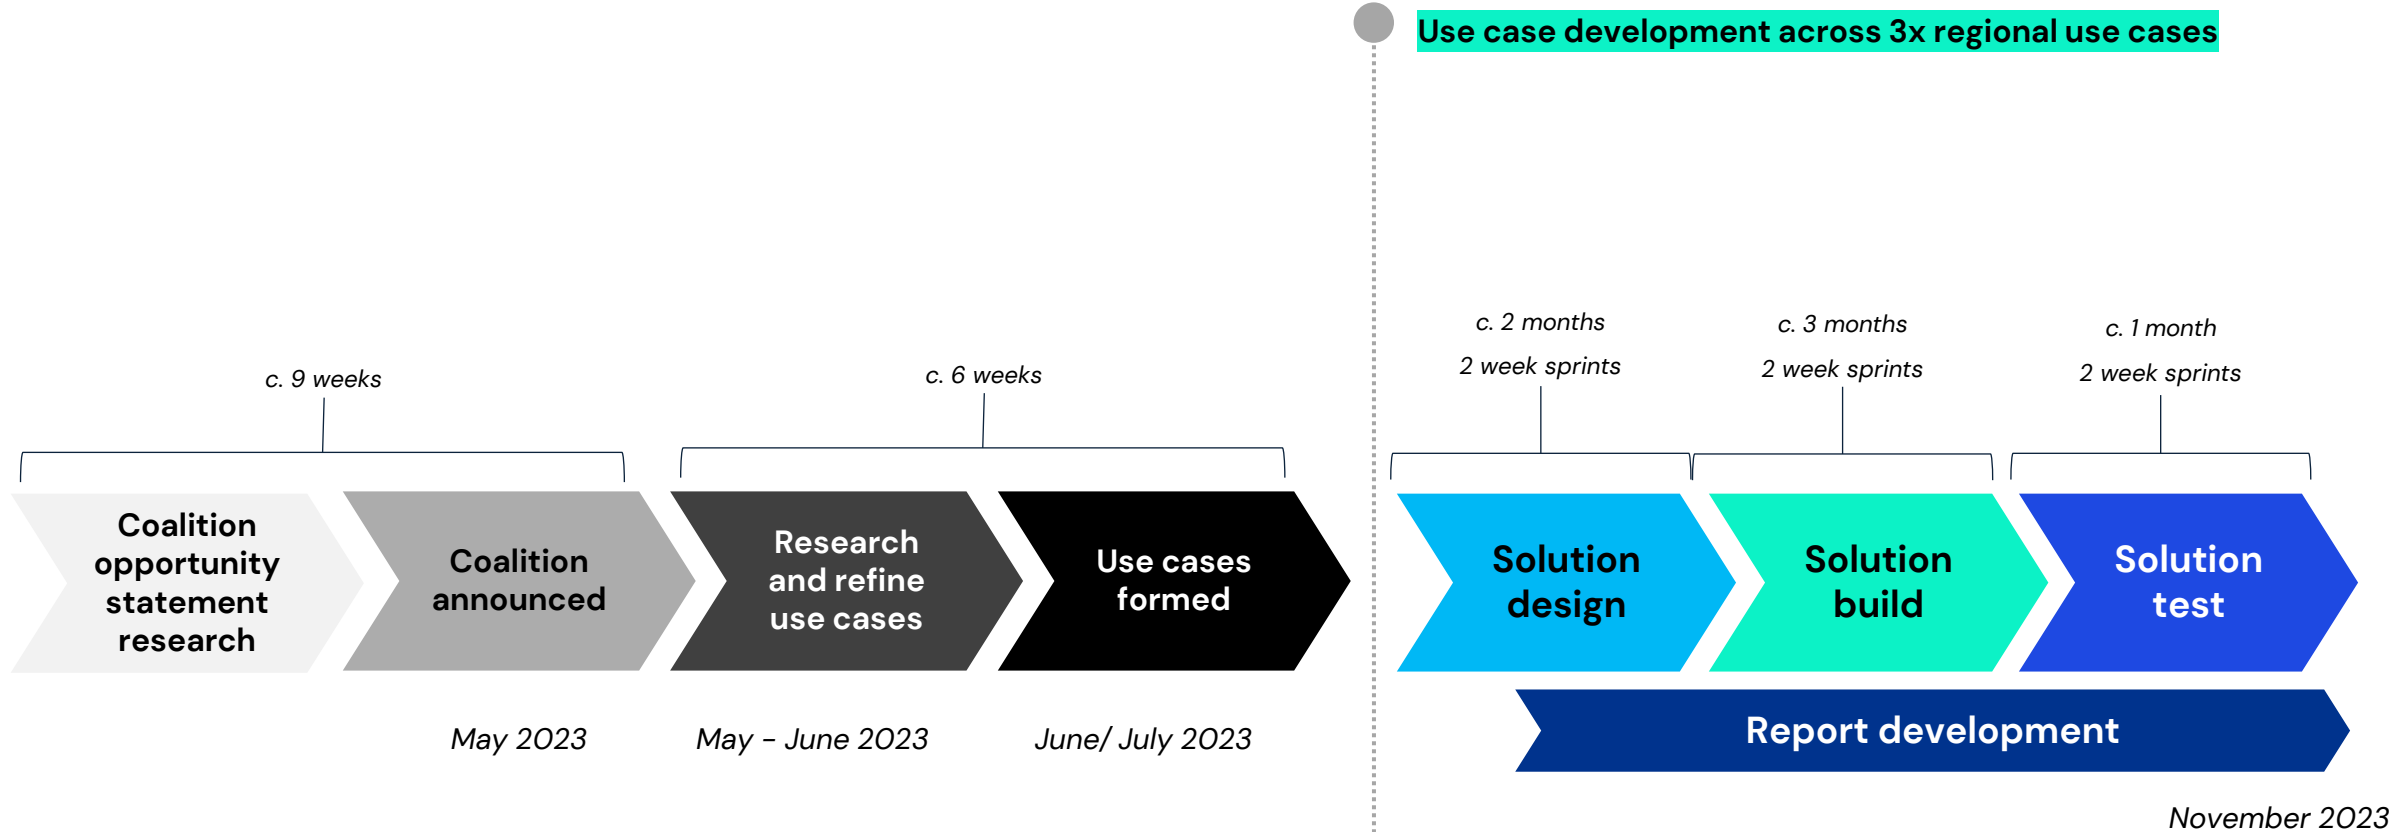 Use case development across 3x regional use cases
c. 9 weeks
c. 6 weeks
c. 2 months
2 week sprints
c. 3 months
2 week sprints
c. 1 month
2 week sprints
Coalition
opportunity
statement
research
Coalition
announced
Research
and refine
use cases
Use cases
formed
Solution
design
Solution
build
Solution
test
Report development
May 2023
May - June 2023
June/ July 2023
November 2023